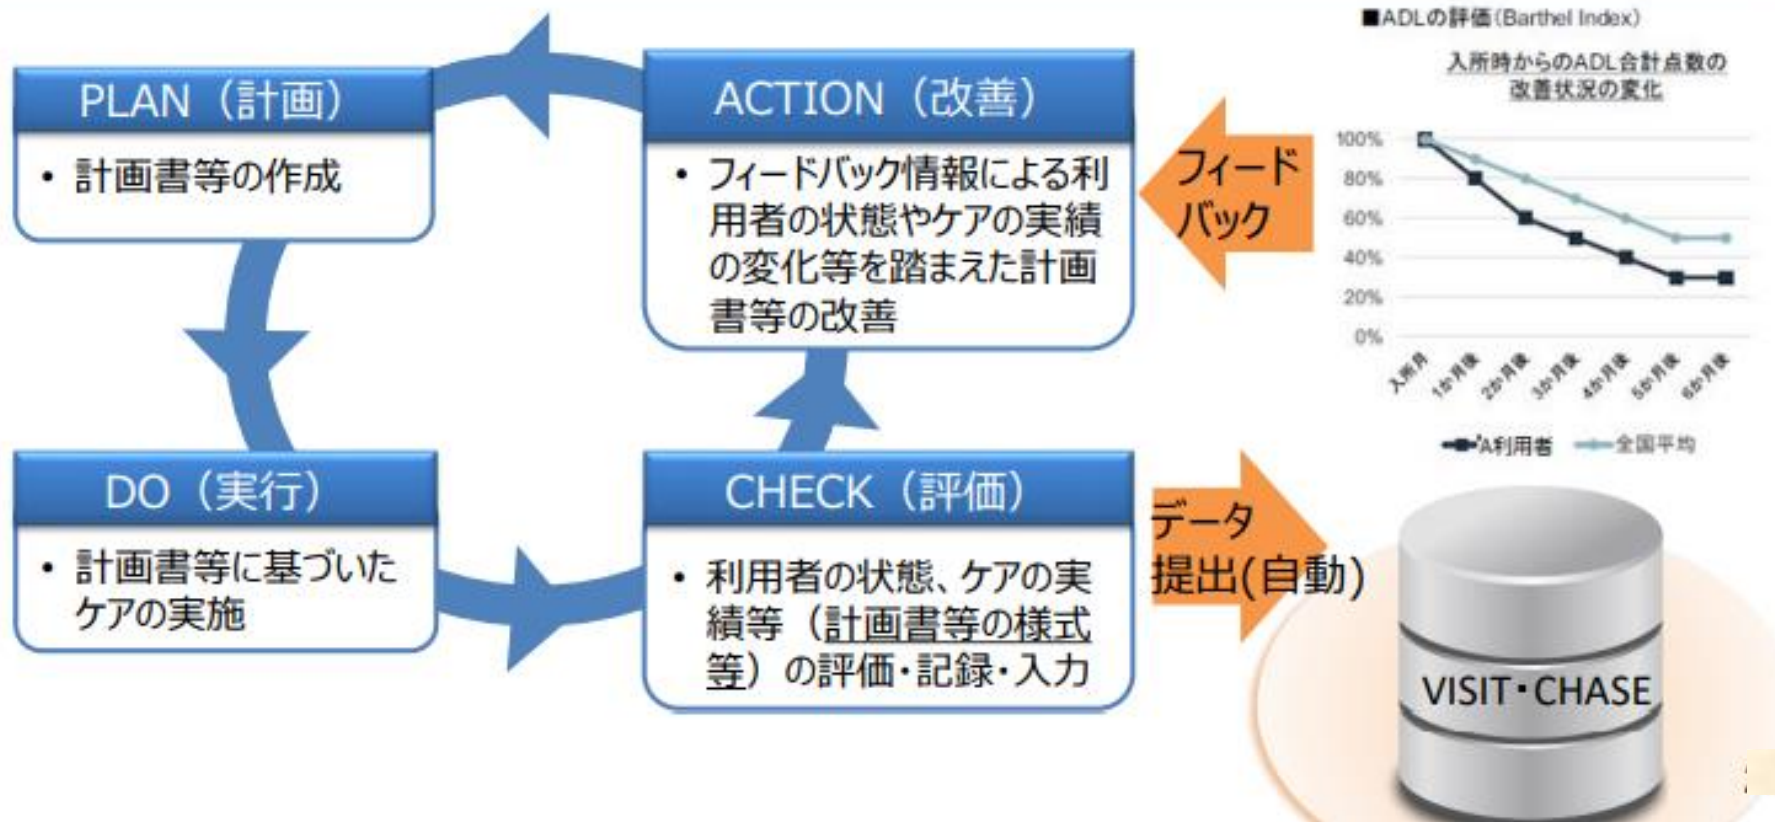 PLAN（計画）
・ 計画書等の作成
ACTION（改善）
・ フィードバック情報による利
用者の状態やケアの実績
の変化等を踏まえた計画
書等の改善
フィード
バック
■ADLの評価（Barthel Index）
入所時からのADL合計点数の
改善状況の変化
100%
80%
60%
40%
20%
0%
入所月
1か月後
2か月後
3か月後
4か月後
5か月後
6か月後
A利用者
全国平均
DO（実行）
・ 計画書等に基づいた
ケアの実施
CHECK（評価）
・ 利用者の状態、ケアの実
績等（計画書等の様式
等）の評価・記録・入力
データ
提出(自動)
VISIT・CHASE